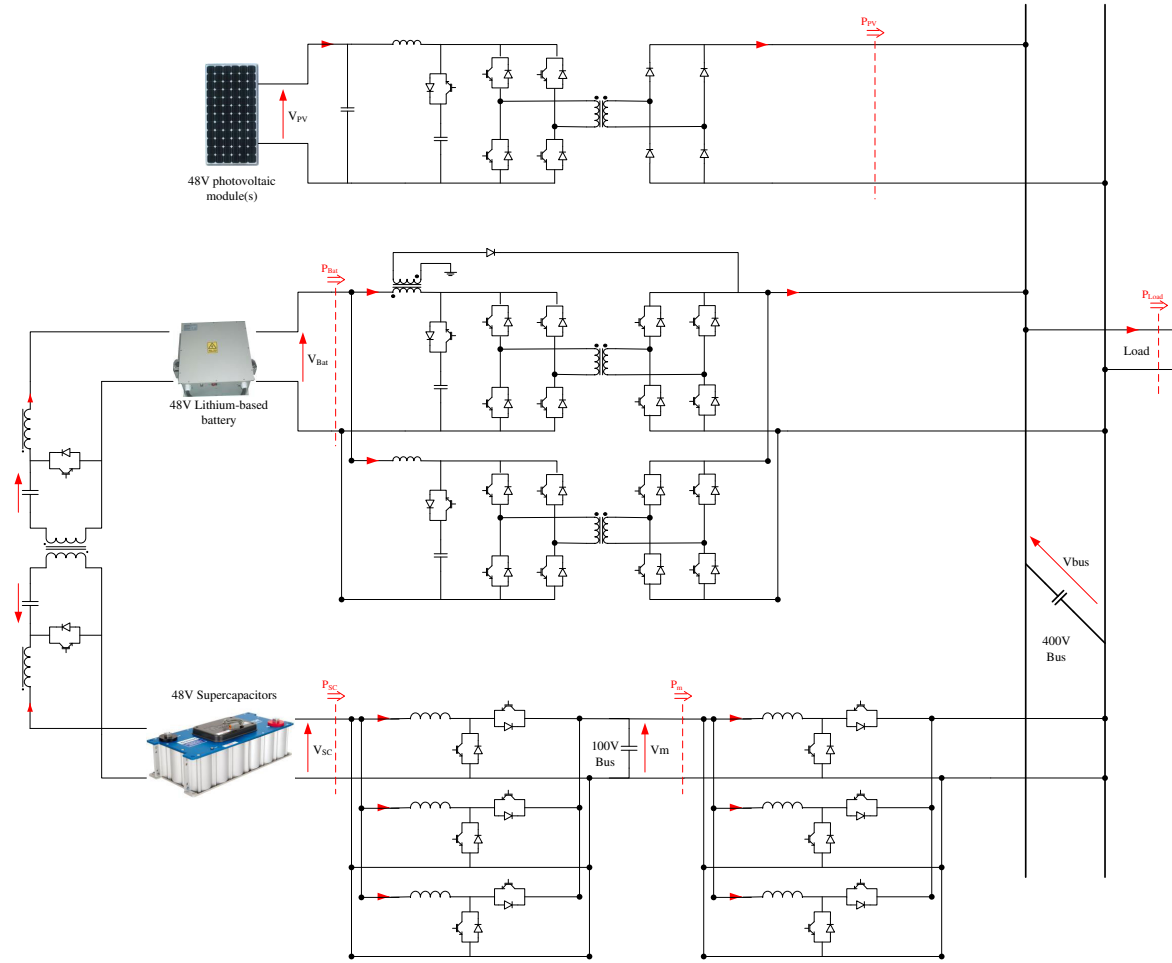 P_PV
V_PV
48V photovoltaic
module(s)
P_Bat
P_Load
V_Bat
Load
48V Lithium-based
battery
Vbus
400V
Bus
P_SC
48V Supercapacitors
P_m
V_SC
100V
Bus
Vm